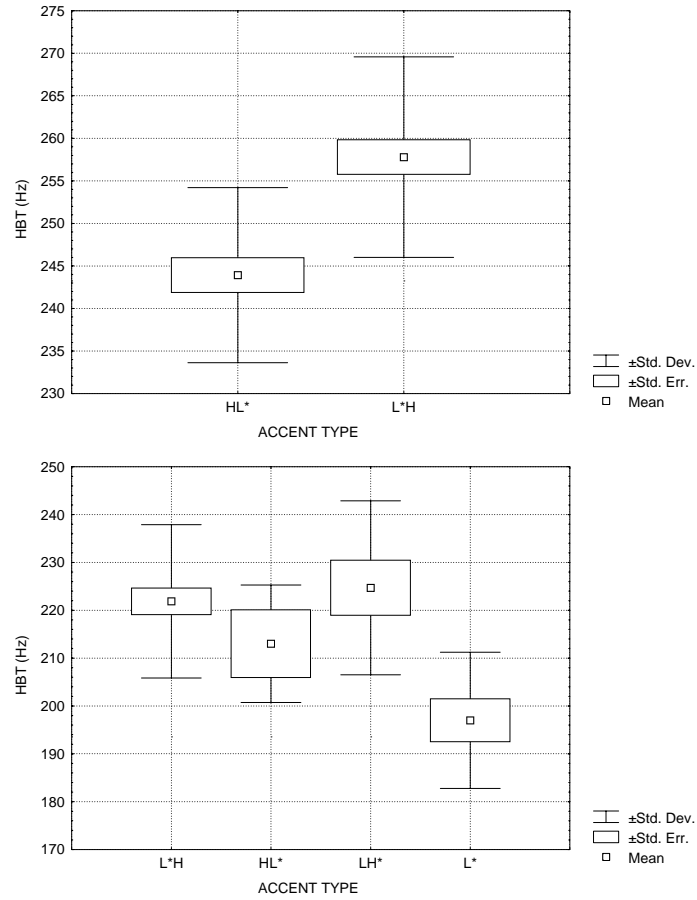 275
270
265
260
255
250
245
240
235
230
HBT (Hz)
HL* L*H
ACCENT TYPE
±Std. Dev.
±Std. Err.
Mean
250
240
230
220
210
200
190
180
170
HBT (Hz)
L*H HL* LH* L*
ACCENT TYPE
±Std. Dev.
±Std. Err.
Mean